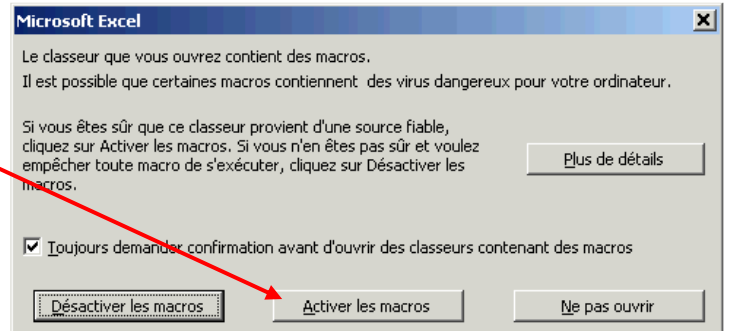 Microsoft Excel
Le classeur que vous ouvrez contient des macros.
Il est possible que certaines macros contiennent des virus dangereux pour votre ordinateur.
Si vous êtes sûr que ce classeur provient d'une source fiable,
cliquez sur Activer les macros. Si vous n'en êtes pas sûr et voulez
empêcher toute macro de s'exécuter, cliquez sur Désactiver les
macros.
Plus de détails
Toujours demander confirmation avant d'ouvrir des classeurs contenant des macros
Désactiver les macros
Activer les macros
Ne pas ouvrir